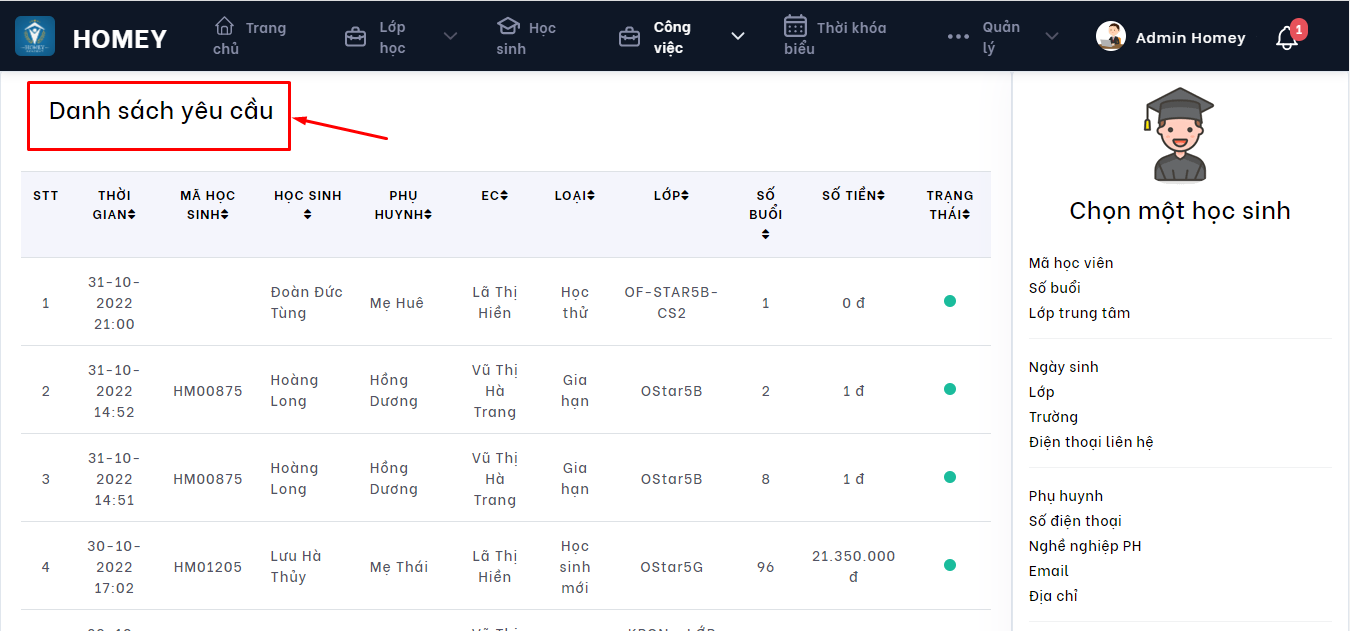 HOMEY
Trang
chủ
Lớp
học
Học
sinh
Công
việc
Thời khóa
biểu
Quản
lý
Admin Homey
1
Danh sách yêu cầu
STT
THỜI
GIAN
MÃ HỌC
SINH
HỌC SINH
PHỤ
HUYNH
EC
LOẠI
LỚP
SỐ
BUỔI
SỐ TIỀN
TRẠNG
THÁI
1
31-10-
2022
21:00
Đoàn Đức
Tùng
Mẹ Huê
Lã Thị
Hiền
Học
thử
OF-STAR5B-
CS2
1
0 đ
2
31-10-
2022
14:52
HM00875
Hoàng
Long
Hồng
Dương
Vũ Thị
Hà
Trang
Gia
hạn
OStar5B
2
1 đ
3
31-10-
2022
14:51
HM00875
Hoàng
Long
Hồng
Dương
Vũ Thị
Hà
Trang
Gia
hạn
OStar5B
8
1 đ
4
30-10-
2022
17:02
HM01205
Lưu Hà
Thủy
Mẹ Thái
Lã Thị
Hiền
Học
sinh
mới
OStar5G
96
21.350.000
đ
Chọn một học sinh
Mã học viên
Số buổi
Lớp trung tâm
Ngày sinh
Lớp
Trường
Điện thoại liên hệ
Phụ huynh
Số điện thoại
Nghề nghiệp PH
Email
Địa chỉ